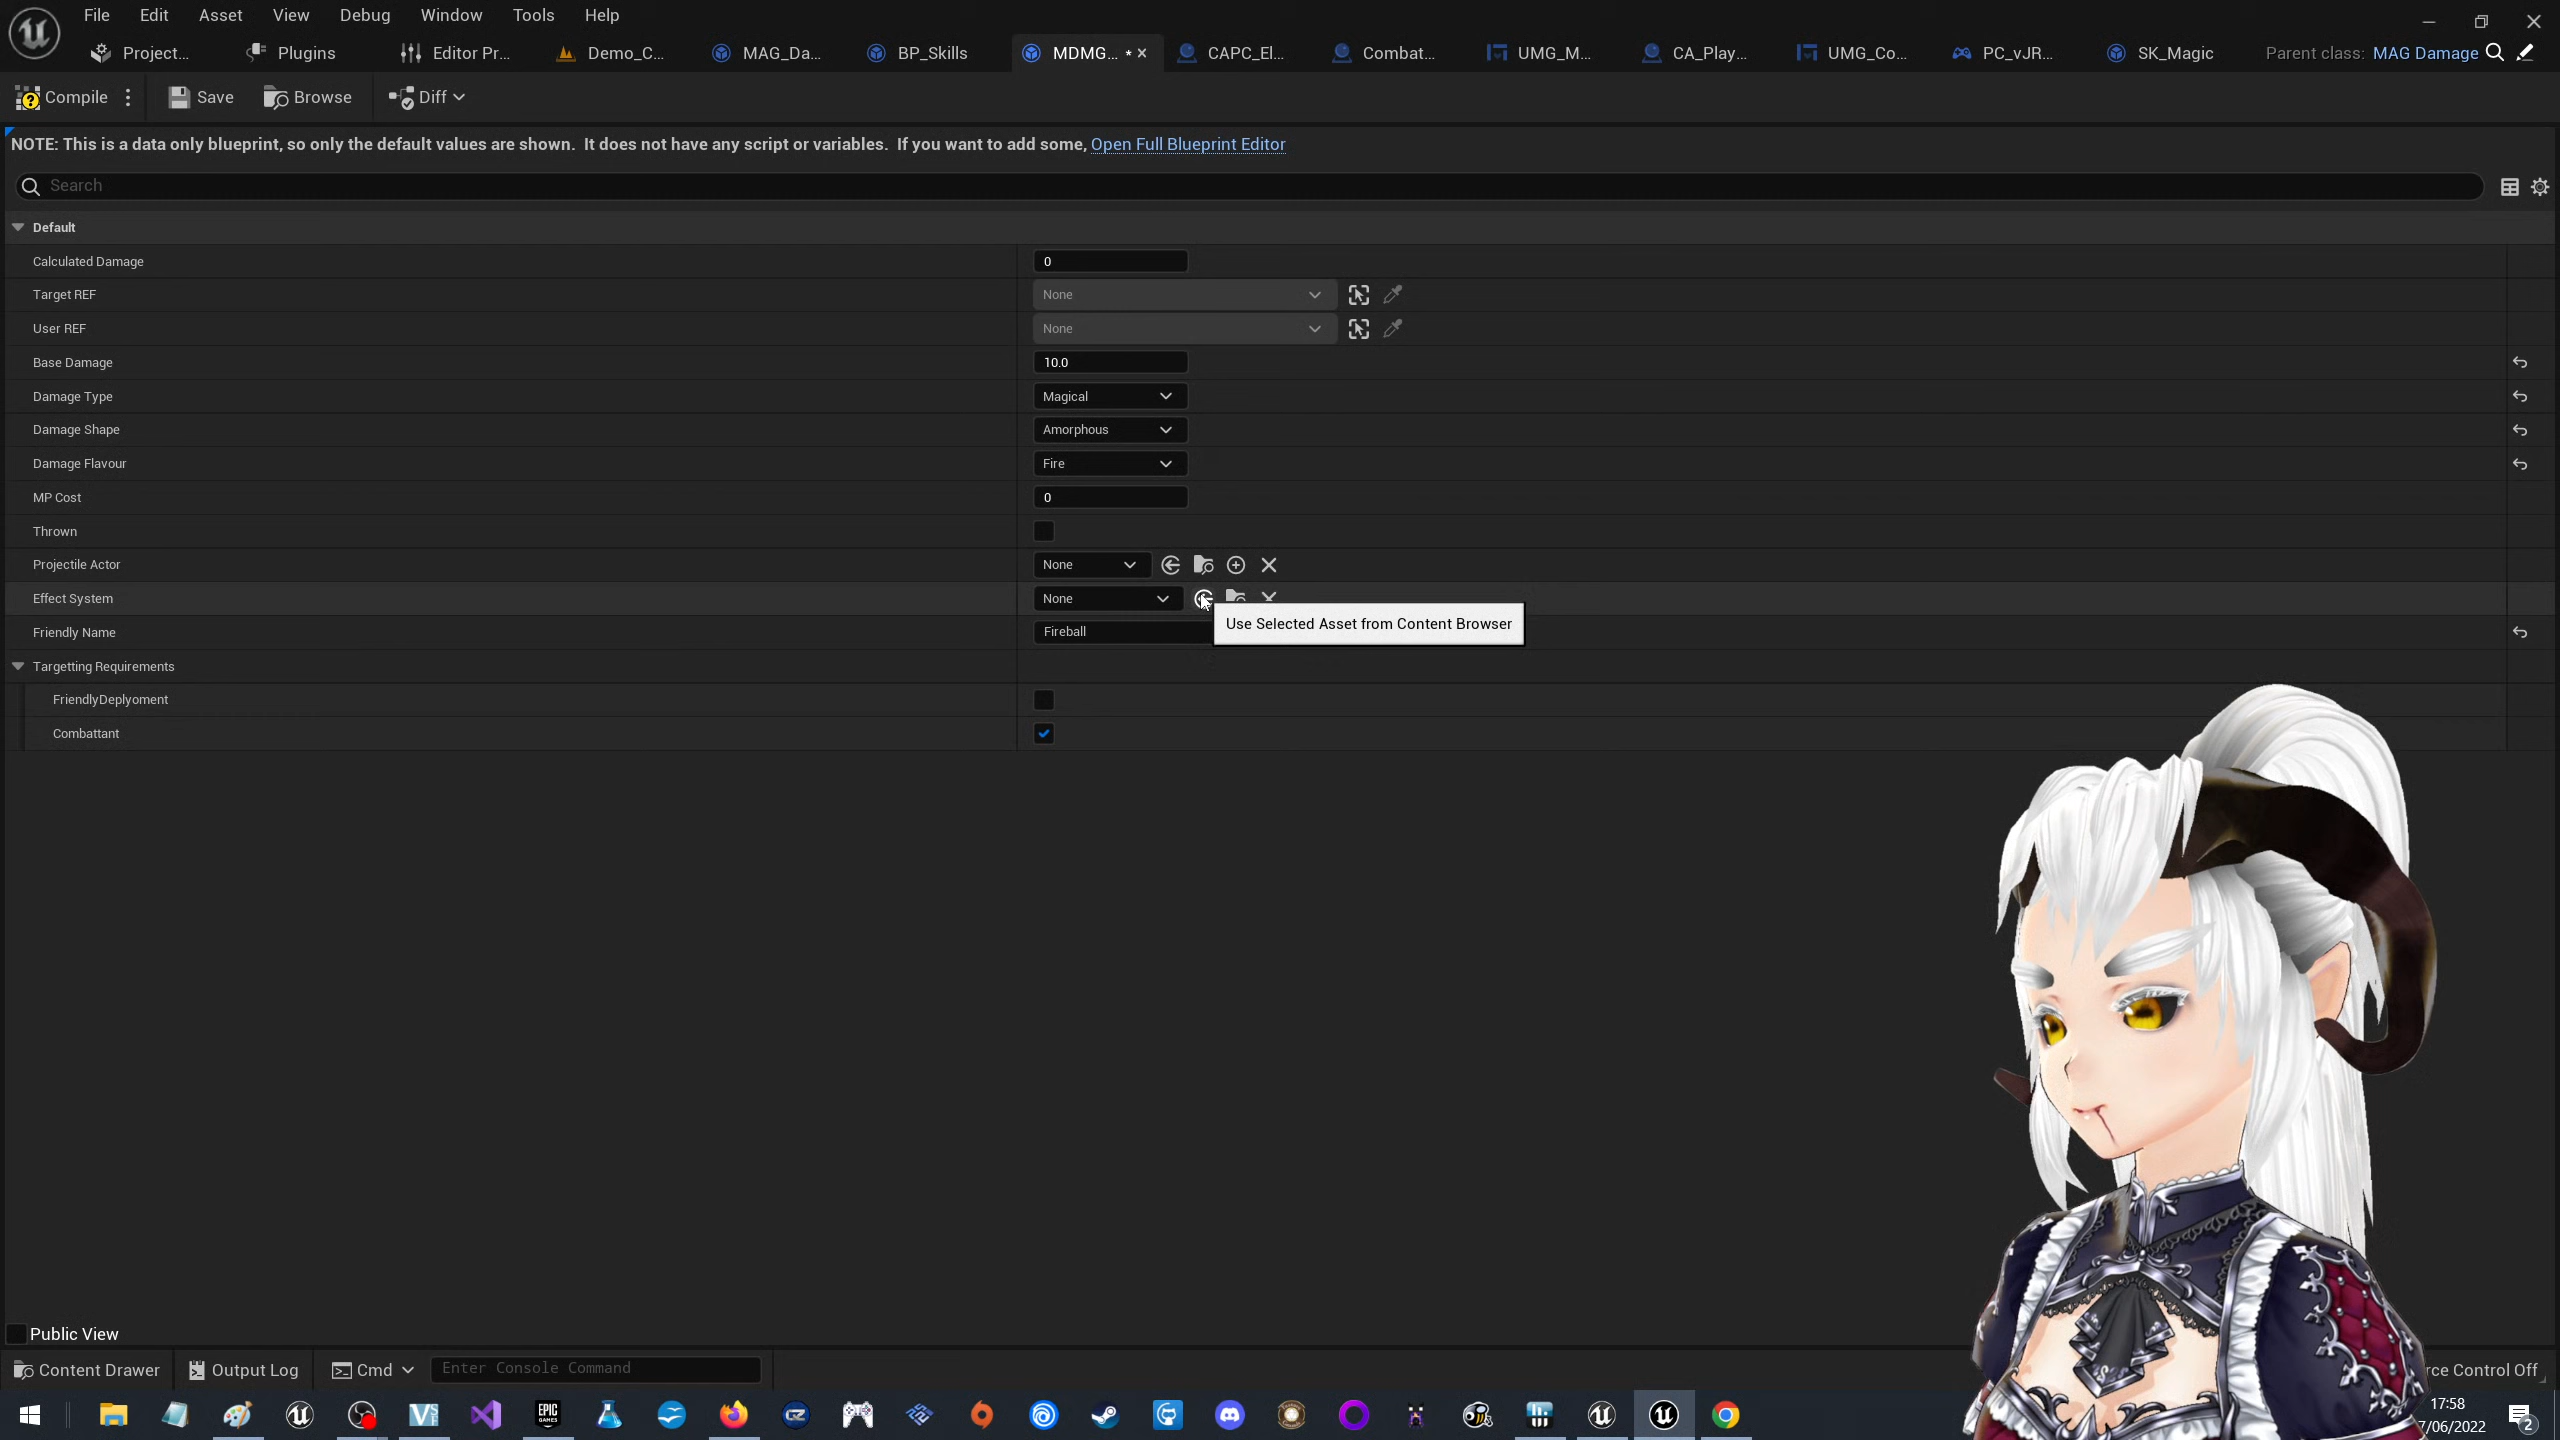 File Edit Asset View Debug Window Tools Help
Project... Plugins Editor Pr... Demo_C... MAG_Da... BP_Skills MDMG... * CAPC_El... Combat... UMG_M... CA_Play... UMG_Co... PC_vJR... SK_Magic Parent class: MAG Damage
Compile Save Browse Diff
NOTE: This is a data only blueprint, so only the default values are shown.  It does not have any script or variables.  If you want to add some, Open Full Blueprint Editor
Search
Default
Calculated Damage 0
Target REF None
User REF None
Base Damage 10.0
Damage Type Magical
Damage Shape Amorphous
Damage Flavour Fire
MP Cost 0
Thrown
Projectile Actor None
Effect System None
Use Selected Asset from Content Browser
Friendly Name Fireball
Targetting Requirements
FriendlyDeplyoment
Combattant
Public View
Content Drawer Output Log Cmd Enter Console Command rce Control Off
EPIC GAMES
17:58
7/06/2022
2